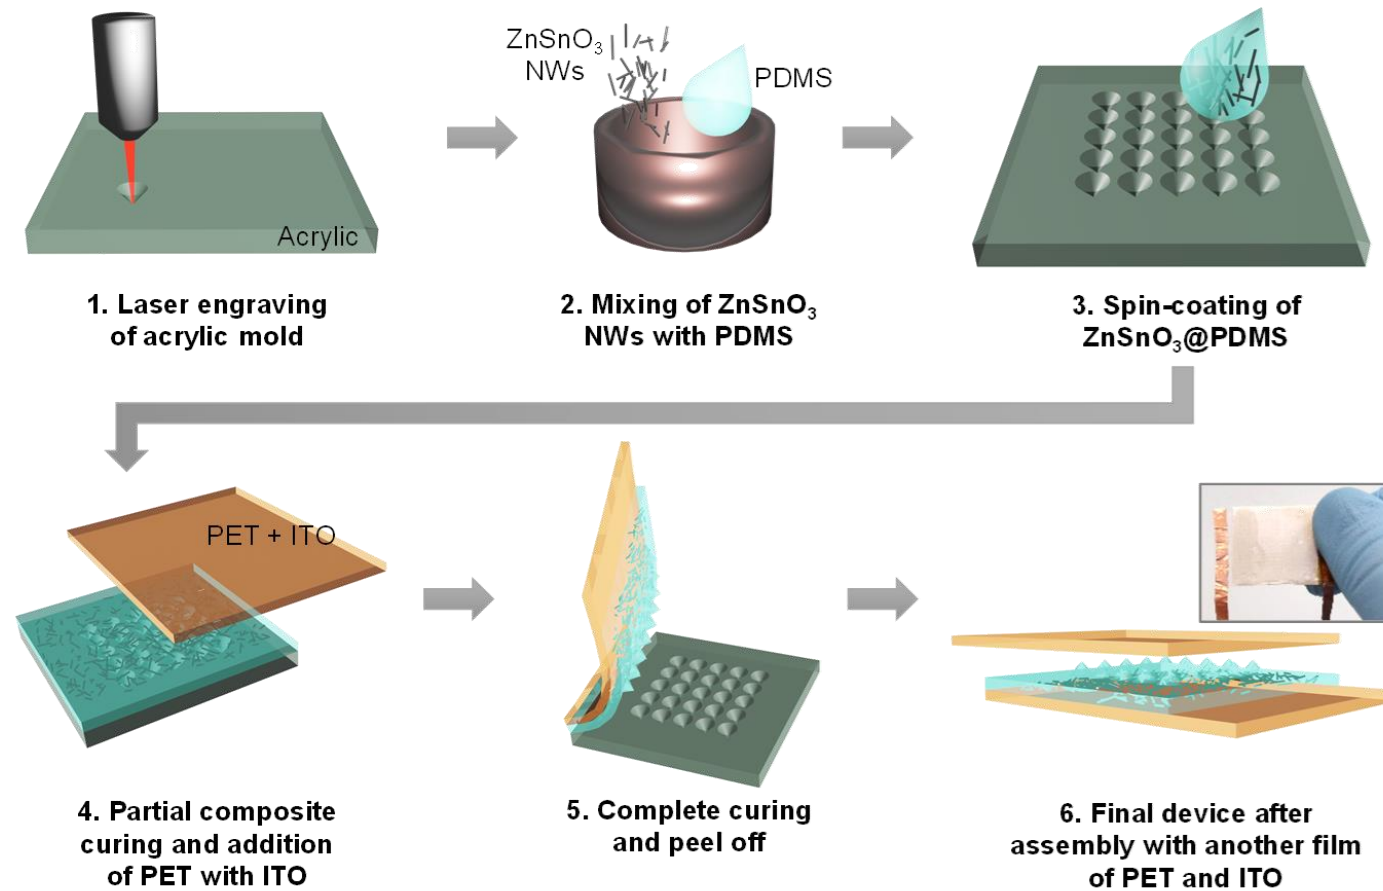 ZnSnO₃
NWs
PDMS
Acrylic
1. Laser engraving
of acrylic mold
2. Mixing of ZnSnO₃
NWs with PDMS
3. Spin-coating of
ZnSnO₃@PDMS
PET + ITO
4. Partial composite
curing and addition
of PET with ITO
5. Complete curing
and peel off
6. Final device after
assembly with another film
of PET and ITO